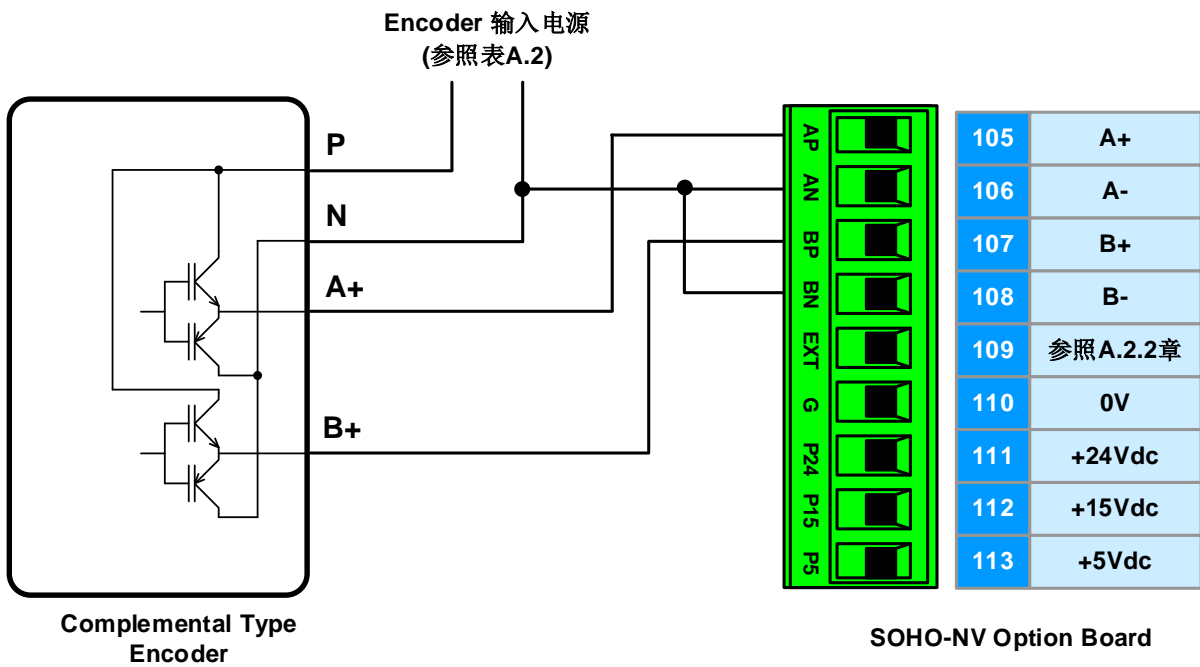 Encoder 输入电源
(参照表A.2)
P
N
A+
B+
Complemental Type
Encoder
AP
AN
BP
BN
EXT
G
P24
P15
P5
105 A+
106 A-
107 B+
108 B-
109 参照A.2.2章
110 0V
111 +24Vdc
112 +15Vdc
113 +5Vdc
SOHO-NV Option Board